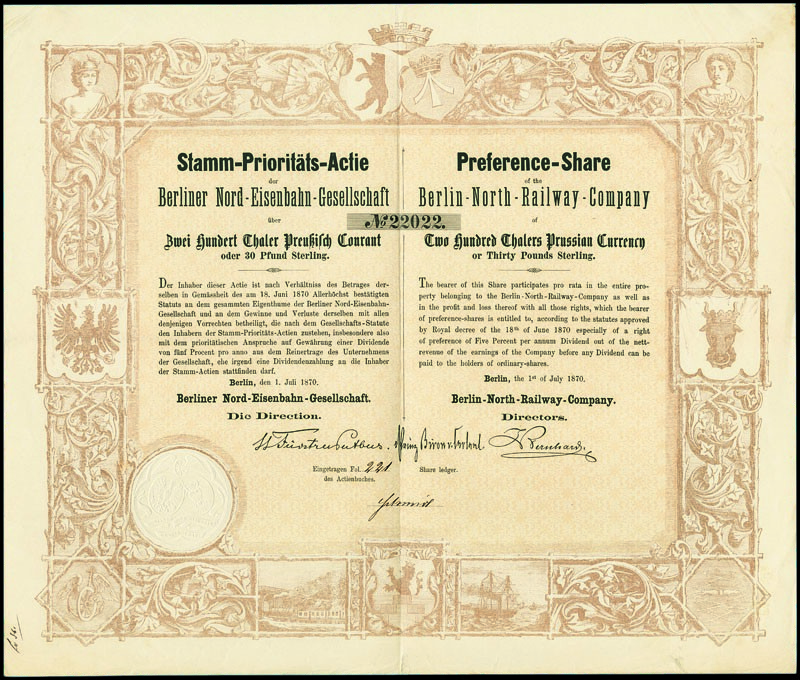 Stamm-Prioritäts-Actie
der
Berliner Nord-Eisenbahn-Gesellschaft
über
Zwei Hundert Thaler Preußisch Courant
oder 30 Pfund Sterling.
Der Inhaber dieser Actie ist nach Verhältniss des Betrages der-
selben in Gemässheit des am 18. Juni 1870 Allerhöchst bestätigten
Statuts an dem gesammten Eigenthume der Berliner Nord-Eisenbahn-
Gesellschaft und an dem Gewinne und Verluste derselben mit allen
denjenigen Vorrechten betheiligt, die nach dem Gesellschafts-Statute
den Inhabern der Stamm-Prioritäts-Actien zustehen, insbesondere also
mit dem prioritätischen Anspruche auf Gewährung einer Dividende
von fünf Procent pro anno aus dem Reinertrage des Unternehmens
der Gesellschaft, ehe irgend eine Dividendenzahlung an die Inhaber
der Stamm-Actien stattfinden darf.
Berlin, den 1. Juli 1870.
Berliner Nord-Eisenbahn-Gesellschaft.
Die Direction.
Eingetragen Fol. 221
des Actienbuches.
№ 22022.
Preference-Share
of the
Berlin-North-Railway-Company
of
Two Hundred Thalers Prussian Currency
or Thirty Pounds Sterling.
The bearer of this Share participates pro rata in the entire pro-
perty belonging to the Berlin-North-Railway-Company as well as
in the profit and loss thereof with all those rights, which the bearer
of preference-shares is entitled to, according to the statutes approved
by Royal decree of the 18th of June 1870 especially of a right
of preference of Five Percent per annum Dividend out of the nett-
revenue of the earnings of the Company before any Dividend can be
paid to the holders of ordinary-shares.
Berlin, the 1st of July 1870.
Berlin-North-Railway-Company.
Directors.
Bernhard.
Share ledger.